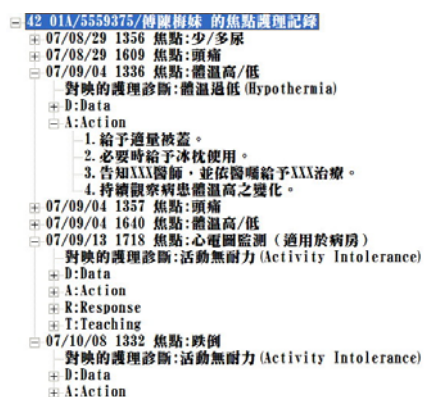 42 01A/5559375/傅陳梅妹 的焦點護理記錄
07/08/29 1356 焦點:少/多尿
07/08/29 1609 焦點:頭痛
07/09/04 1336 焦點:體溫高/低
對映的護理診斷:體溫過低(Hypothermia)
D:Data
A:Action
1.給予適量被蓋。
2.必要時給予冰枕使用。
3.告知XXX醫師,並依醫囑給予XXX治療。
4.持續觀察病患體溫高之變化。
07/09/04 1357 焦點:頭痛
07/09/04 1640 焦點:體溫高/低
07/09/13 1718 焦點:心電圖監測(適用於病房)
對映的護理診斷:活動無耐力(Activity Intolerance)
D:Data
A:Action
R:Response
T:Teaching
07/10/08 1332 焦點:跌倒
對映的護理診斷:活動無耐力(Activity Intolerance)
D:Data
A:Action